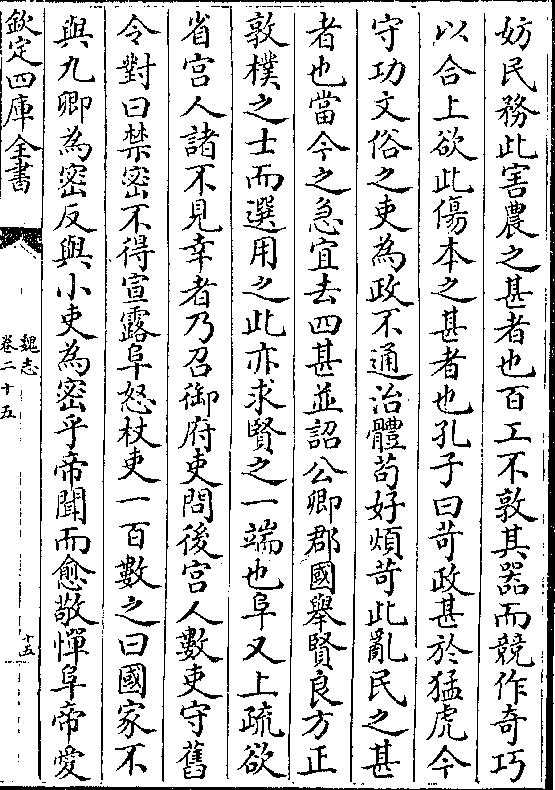 妨民務此害農之甚者也百工不敦其器而競作奇巧
以合上欲此傷本之甚者也孔子曰苛政甚於猛虎今
守功文俗之吏為政不通治體苟好煩苛此亂民之甚
者也當今之急宜去四甚並詔公卿郡國舉賢良方正
敦樸之士而選用之此亦求賢之一端也阜又上疏欲
省宫人諸不見幸者乃召御府吏問後宫人數吏守舊
令對曰禁密不得宣露阜怒杖吏一百數之曰國家不
與九卿為密反與小吏為密乎帝聞而愈敬憚阜帝愛
欽定四庫全書
魏志
卷二十五
十五